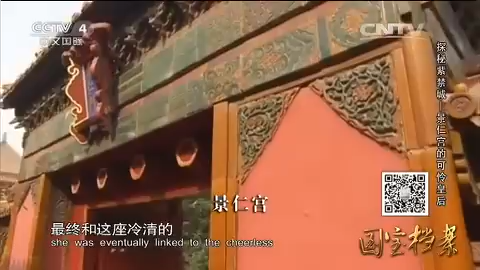 CCTV 4
中文国际
CNTV
探秘紫禁城—景仁宫的可怜皇后
景仁宫
最终和这座冷清的
she was eventually linked to the cheerless
国宝档案